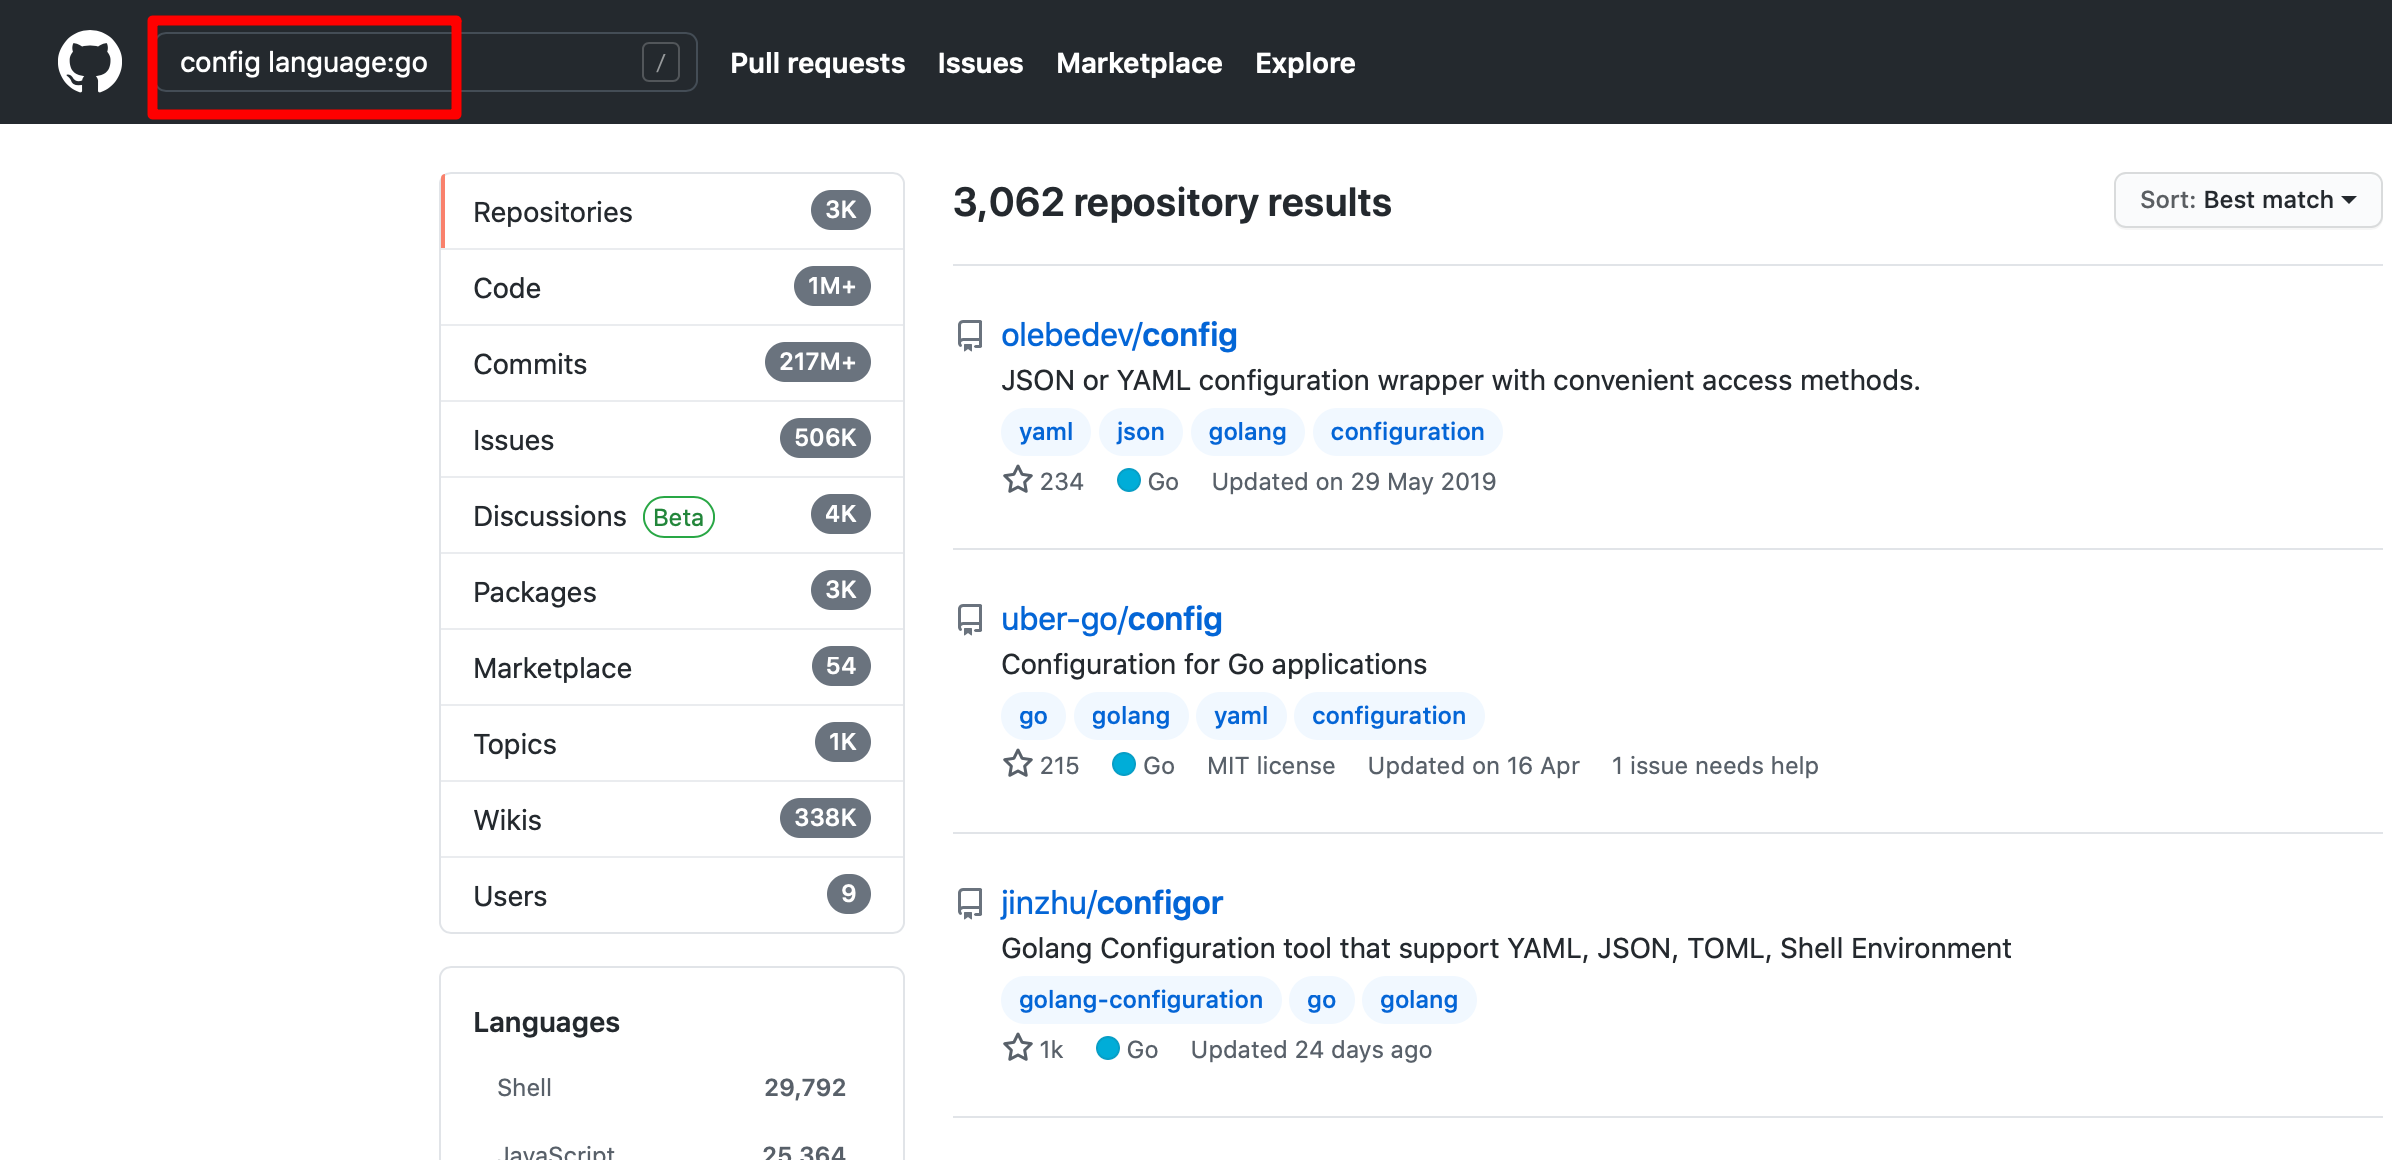 config language:go / Pull requests Issues Marketplace Explore
Repositories 3K
Code 1M+
Commits 217M+
Issues 506K
Discussions Beta 4K
Packages 3K
Marketplace 54
Topics 1K
Wikis 338K
Users 9
Languages
Shell 29,792
JavaScript 25,364
3,062 repository results
Sort: Best match
olebedev/config
JSON or YAML configuration wrapper with convenient access methods.
yaml json golang configuration
234 Go Updated on 29 May 2019
uber-go/config
Configuration for Go applications
go golang yaml configuration
215 Go MIT license Updated on 16 Apr 1 issue needs help
jinzhu/configor
Golang Configuration tool that support YAML, JSON, TOML, Shell Environment
golang-configuration go golang
1k Go Updated 24 days ago